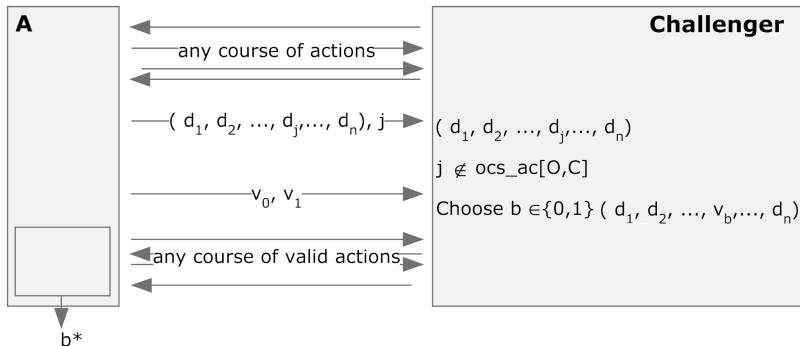 A
Challenger
any course of actions
( d₁, d₂, ..., dⱼ,..., dₙ), j
( d₁, d₂, ..., dⱼ,..., dₙ)
j ∉ ocs_ac[O,C]
v₀, v₁
Choose b ∈{0,1} ( d₁, d₂, ..., v_b,..., dₙ)
any course of valid actions
b*